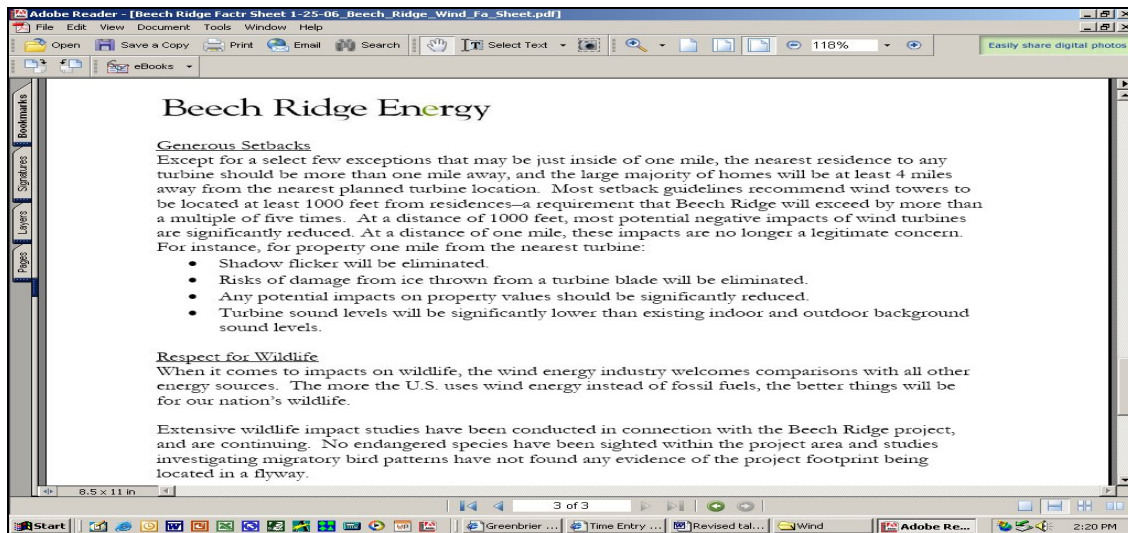 Adobe Reader - [Beech Ridge Factr Sheet 1-25-06_Beech_Ridge_Wind_Fa_Sheet.pdf]
File Edit View Document Tools Window Help
Open Save a Copy Print Email Search Select Text 118% Easily share digital photos
eBooks
Bookmarks
Signatures
Layers
Pages
Beech Ridge Energy
Generous Setbacks
Except for a select few exceptions that may be just inside of one mile, the nearest residence to any
turbine should be more than one mile away, and the large majority of homes will be at least 4 miles
away from the nearest planned turbine location. Most setback guidelines recommend wind towers to
be located at least 1000 feet from residences–a requirement that Beech Ridge will exceed by more than
a multiple of five times. At a distance of 1000 feet, most potential negative impacts of wind turbines
are significantly reduced. At a distance of one mile, these impacts are no longer a legitimate concern.
For instance, for property one mile from the nearest turbine:
• Shadow flicker will be eliminated.
• Risks of damage from ice thrown from a turbine blade will be eliminated.
• Any potential impacts on property values should be significantly reduced.
• Turbine sound levels will be significantly lower than existing indoor and outdoor background
sound levels.
Respect for Wildlife
When it comes to impacts on wildlife, the wind energy industry welcomes comparisons with all other
energy sources. The more the U.S. uses wind energy instead of fossil fuels, the better things will be
for our nation's wildlife.
Extensive wildlife impact studies have been conducted in connection with the Beech Ridge project,
and are continuing. No endangered species have been sighted within the project area and studies
investigating migratory bird patterns have not found any evidence of the project footprint being
located in a flyway.
8.5 x 11 in
3 of 3
Start Greenbrier ... Time Entry ... Revised tal... Wind Adobe Re... 2:20 PM